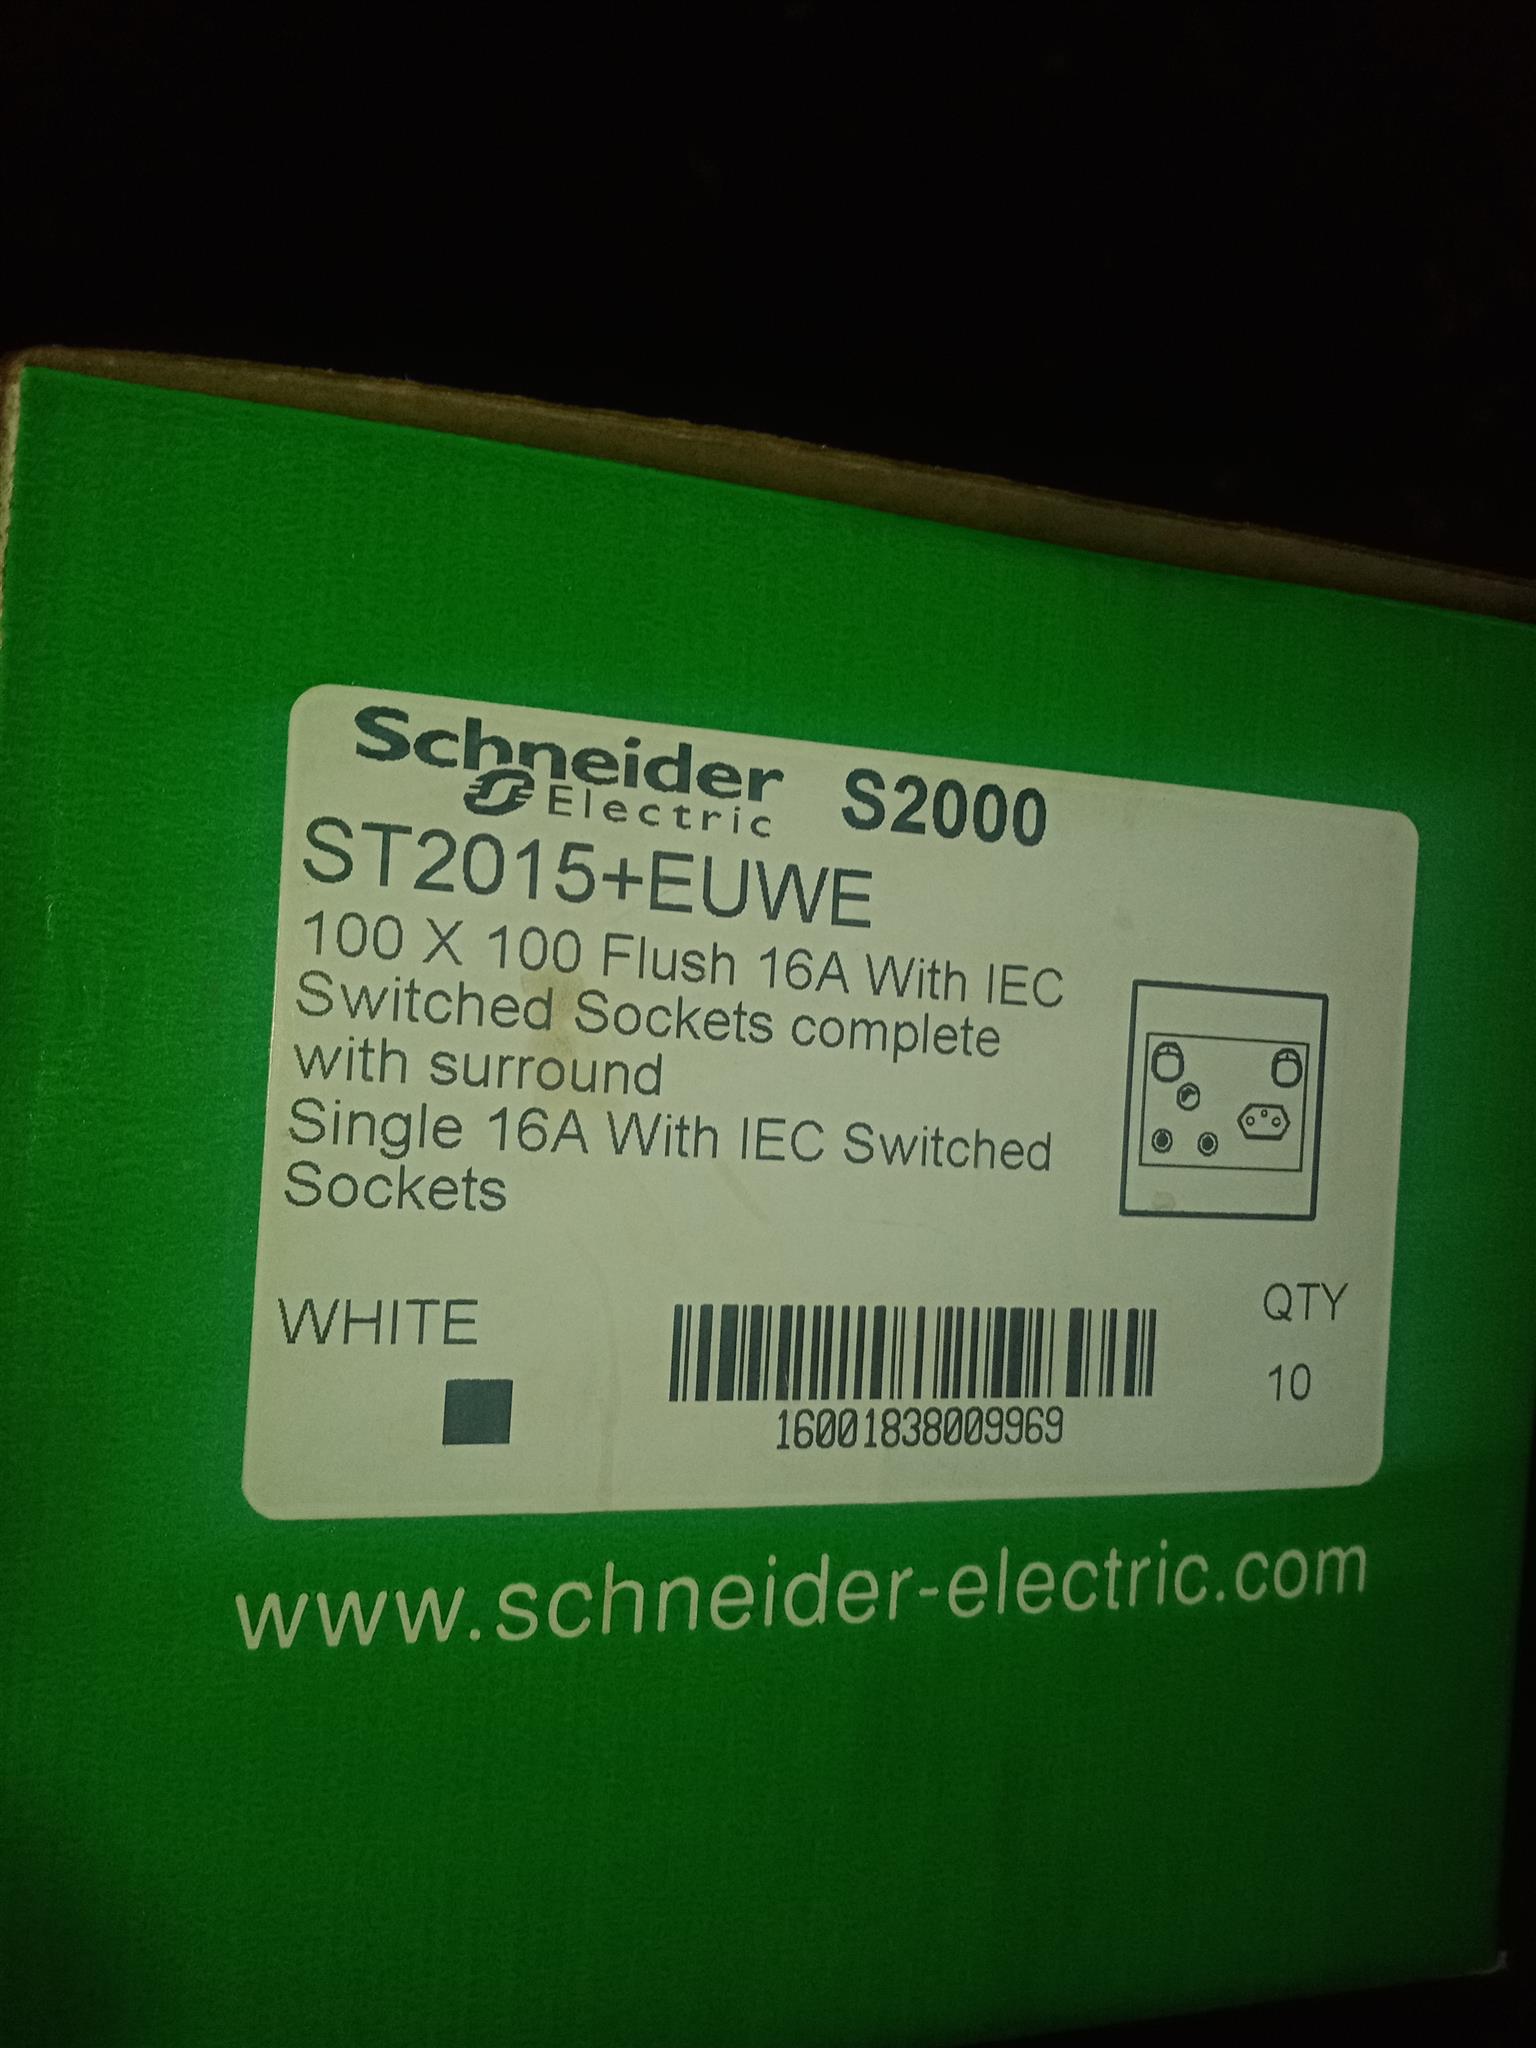 Schneider Electric S2000
ST2015+EUWE
100 X 100 Flush 16A With IEC
Switched Sockets complete
with surround
Single 16A With IEC Switched
Sockets
WHITE
QTY
10
16001838009969
www.schneider-electric.com